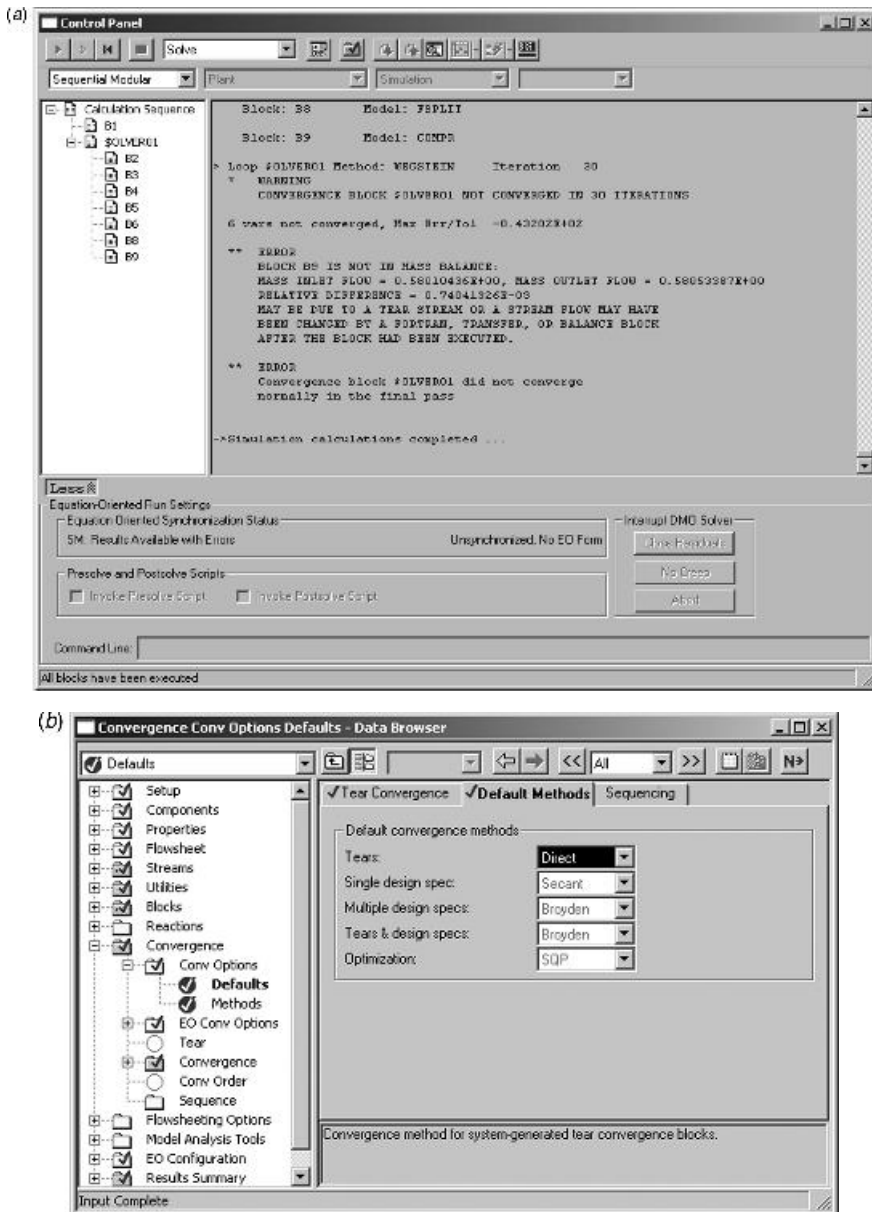 (a)
Control Panel
Solve
Sequential Modular
Plant
Simulation
Calculation Sequence
B1
$OLVER01
B2
B3
B4
B5
B6
B8
B9
Block: B8 Model: FSPLIT
Block: B9 Model: COMPR
> Loop $OLVER01 Method: WEGSTEIN Iteration 30
* WARNING
CONVERGENCE BLOCK $OLVER01 NOT CONVERGED IN 30 ITERATIONS
6 vars not converged, Max Err/Tol -0.43202E+02
** ERROR
BLOCK B9 IS NOT IN MASS BALANCE:
MASS INLET FLOW = 0.58010436E+00, MASS OUTLET FLOW = 0.58053387E+00
RELATIVE DIFFERENCE = 0.74041926E-03
MAY BE DUE TO A TEAR STREAM OR A STREAM FLOW MAY HAVE
BEEN CHANGED BY A FORTRAN, TRANSFER, OR BALANCE BLOCK
AFTER THE BLOCK HAD BEEN EXECUTED.
** ERROR
Convergence block $OLVER01 did not converge
normally in the final pass
->Simulation calculations completed ...
Less
Equation-Oriented Run Settings
Equation Oriented Synchronization Status
SM: Results Available with Errors
Unsynchronized. No EO Form
Interrupt DMO Solver
Close Residuals
No Creep
Abort
Presolve and Postsolve Scripts
Invoke Presolve Script
Invoke Postsolve Script
Command Line:
All blocks have been executed
(b)
Convergence Conv Options Defaults - Data Browser
Defaults
All
N>
Setup
Components
Properties
Flowsheet
Streams
Utilities
Blocks
Reactions
Convergence
Conv Options
Defaults
Methods
EO Conv Options
Tear
Convergence
Conv Order
Sequence
Flowsheeting Options
Model Analysis Tools
EO Configuration
Results Summary
Tear Convergence
Default Methods
Sequencing
Default convergence methods
Tears: Direct
Single design spec: Secant
Multiple design specs: Broyden
Tears & design specs: Broyden
Optimization: SQP
Convergence method for system-generated tear convergence blocks.
Input Complete